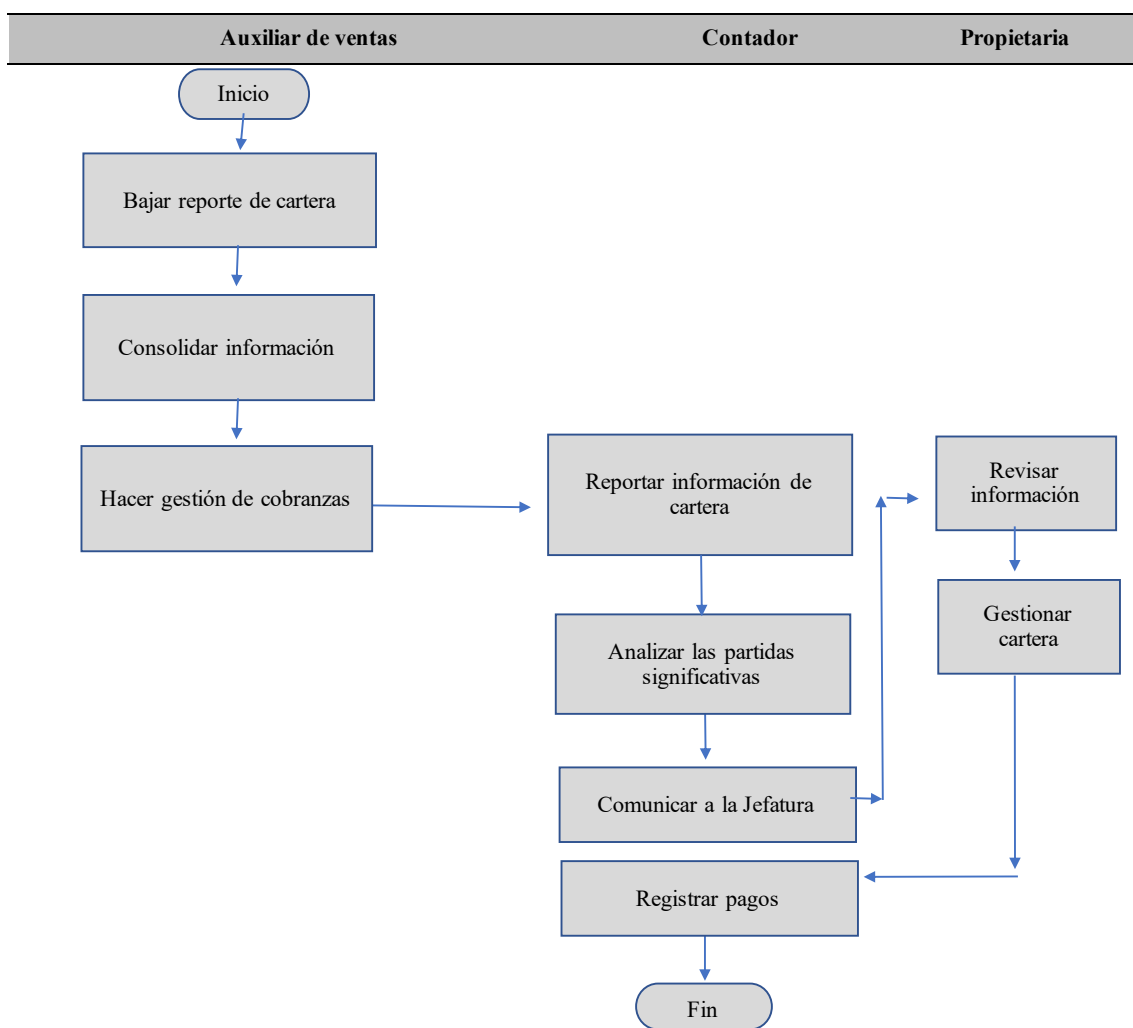 Auxiliar de ventas Contador Propietaria
Inicio
Bajar reporte de cartera
Consolidar información
Hacer gestión de cobranzas
Reportar información de
cartera
Analizar las partidas
significativas
Comunicar a la Jefatura
Revisar
información
Gestionar
cartera
Registrar pagos
Fin